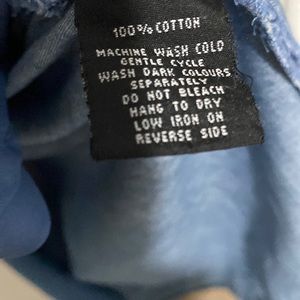 100% COTTON
MACHINE WASH COLD
GENTLE CYCLE
WASH DARK COLOURS
SEPARATELY
DO NOT BLEACH
HANG TO DRY
LOW IRON ON
REVERSE SIDE